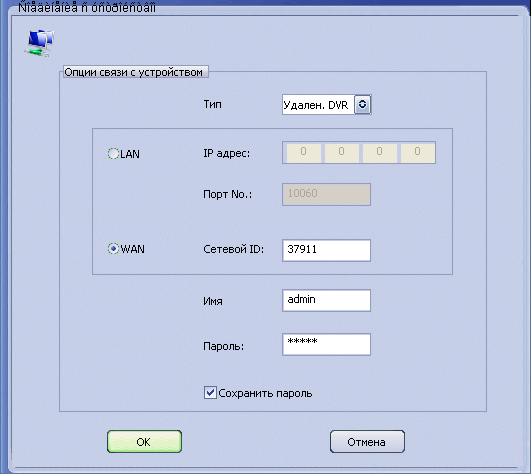 Ñîåäèíåíèå ñ óñòðîéñòâîì
Опции связи с устройством
Тип Удален. DVR
LAN IP адрес: 0 0 0 0
Порт No.: 10060
WAN Сетевой ID: 37911
Имя admin
Пароль: *****
Сохранить пароль
OK Отмена